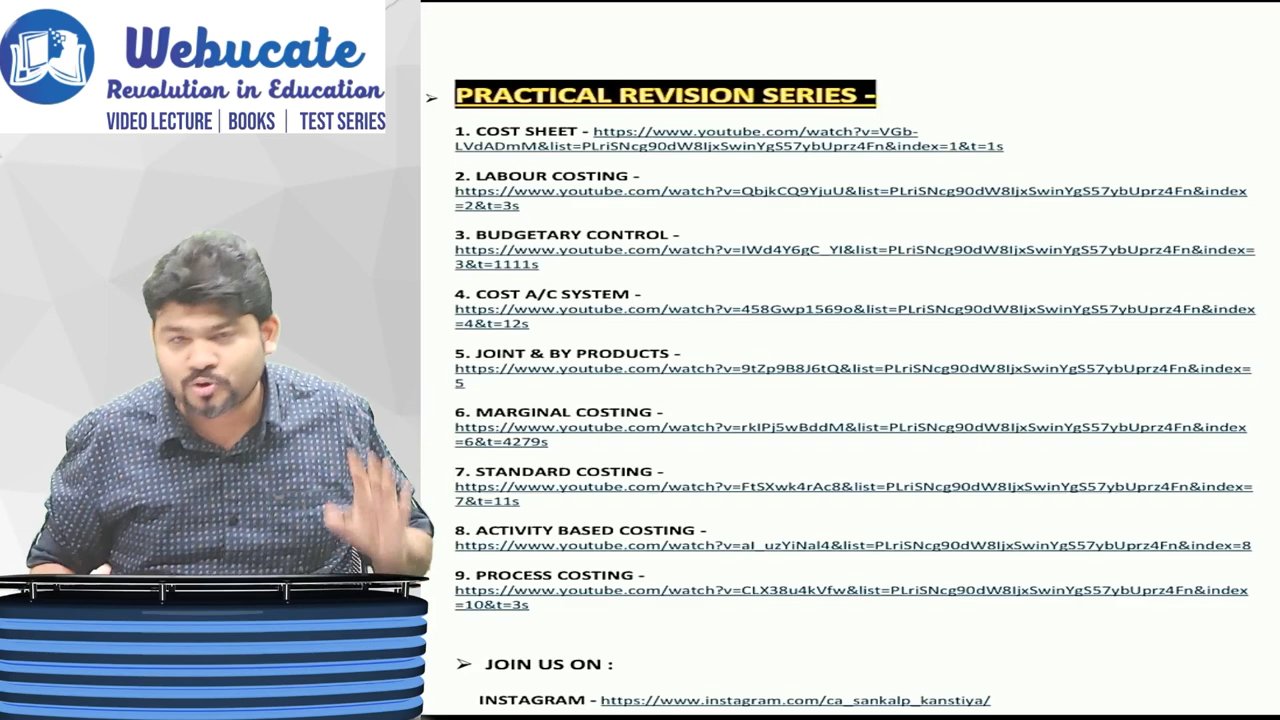 Webucate
Revolution in Education
VIDEO LECTURE | BOOKS | TEST SERIES
➢ PRACTICAL REVISION SERIES -
1. COST SHEET - https://www.youtube.com/watch?v=VGb-
LVdADmM&list=PLriSNcg90dW8IjxSwinYgS57ybUprz4Fn&index=1&t=1s
2. LABOUR COSTING -
https://www.youtube.com/watch?v=QbjkCQ9YjuU&list=PLriSNcg90dW8IjxSwinYgS57ybUprz4Fn&index
=2&t=3s
3. BUDGETARY CONTROL -
https://www.youtube.com/watch?v=IWd4Y6gC_YI&list=PLriSNcg90dW8IjxSwinYgS57ybUprz4Fn&index=
3&t=1111s
4. COST A/C SYSTEM -
https://www.youtube.com/watch?v=458Gwp1569o&list=PLriSNcg90dW8IjxSwinYgS57ybUprz4Fn&index
=4&t=12s
5. JOINT & BY PRODUCTS -
https://www.youtube.com/watch?v=9tZp9B8J6tQ&list=PLriSNcg90dW8IjxSwinYgS57ybUprz4Fn&index=
5
6. MARGINAL COSTING -
https://www.youtube.com/watch?v=rkIPj5wBddM&list=PLriSNcg90dW8IjxSwinYgS57ybUprz4Fn&index
=6&t=4279s
7. STANDARD COSTING -
https://www.youtube.com/watch?v=FtSXwk4rAc8&list=PLriSNcg90dW8IjxSwinYgS57ybUprz4Fn&index=
7&t=11s
8. ACTIVITY BASED COSTING -
https://www.youtube.com/watch?v=aI_uzYiNal4&list=PLriSNcg90dW8IjxSwinYgS57ybUprz4Fn&index=8
9. PROCESS COSTING -
https://www.youtube.com/watch?v=CLX38u4kVfw&list=PLriSNcg90dW8IjxSwinYgS57ybUprz4Fn&index
=10&t=3s
➢ JOIN US ON :
INSTAGRAM - https://www.instagram.com/ca_sankalp_kanstiya/